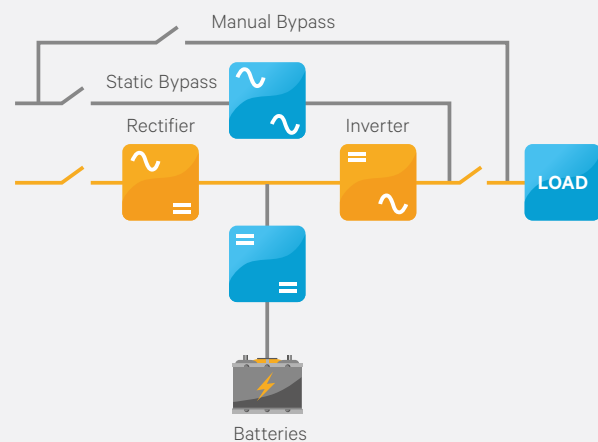 Manual Bypass
Static Bypass
Rectifier
Inverter
LOAD
Batteries